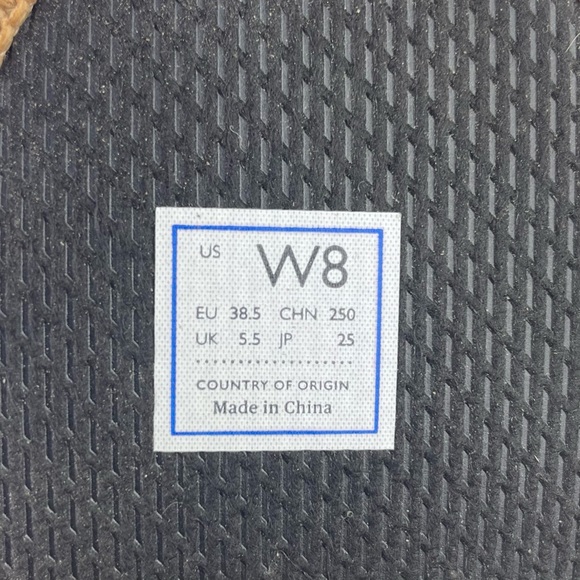 US W8
EU 38.5 CHN 250
UK 5.5 JP 25
COUNTRY OF ORIGIN
Made in China